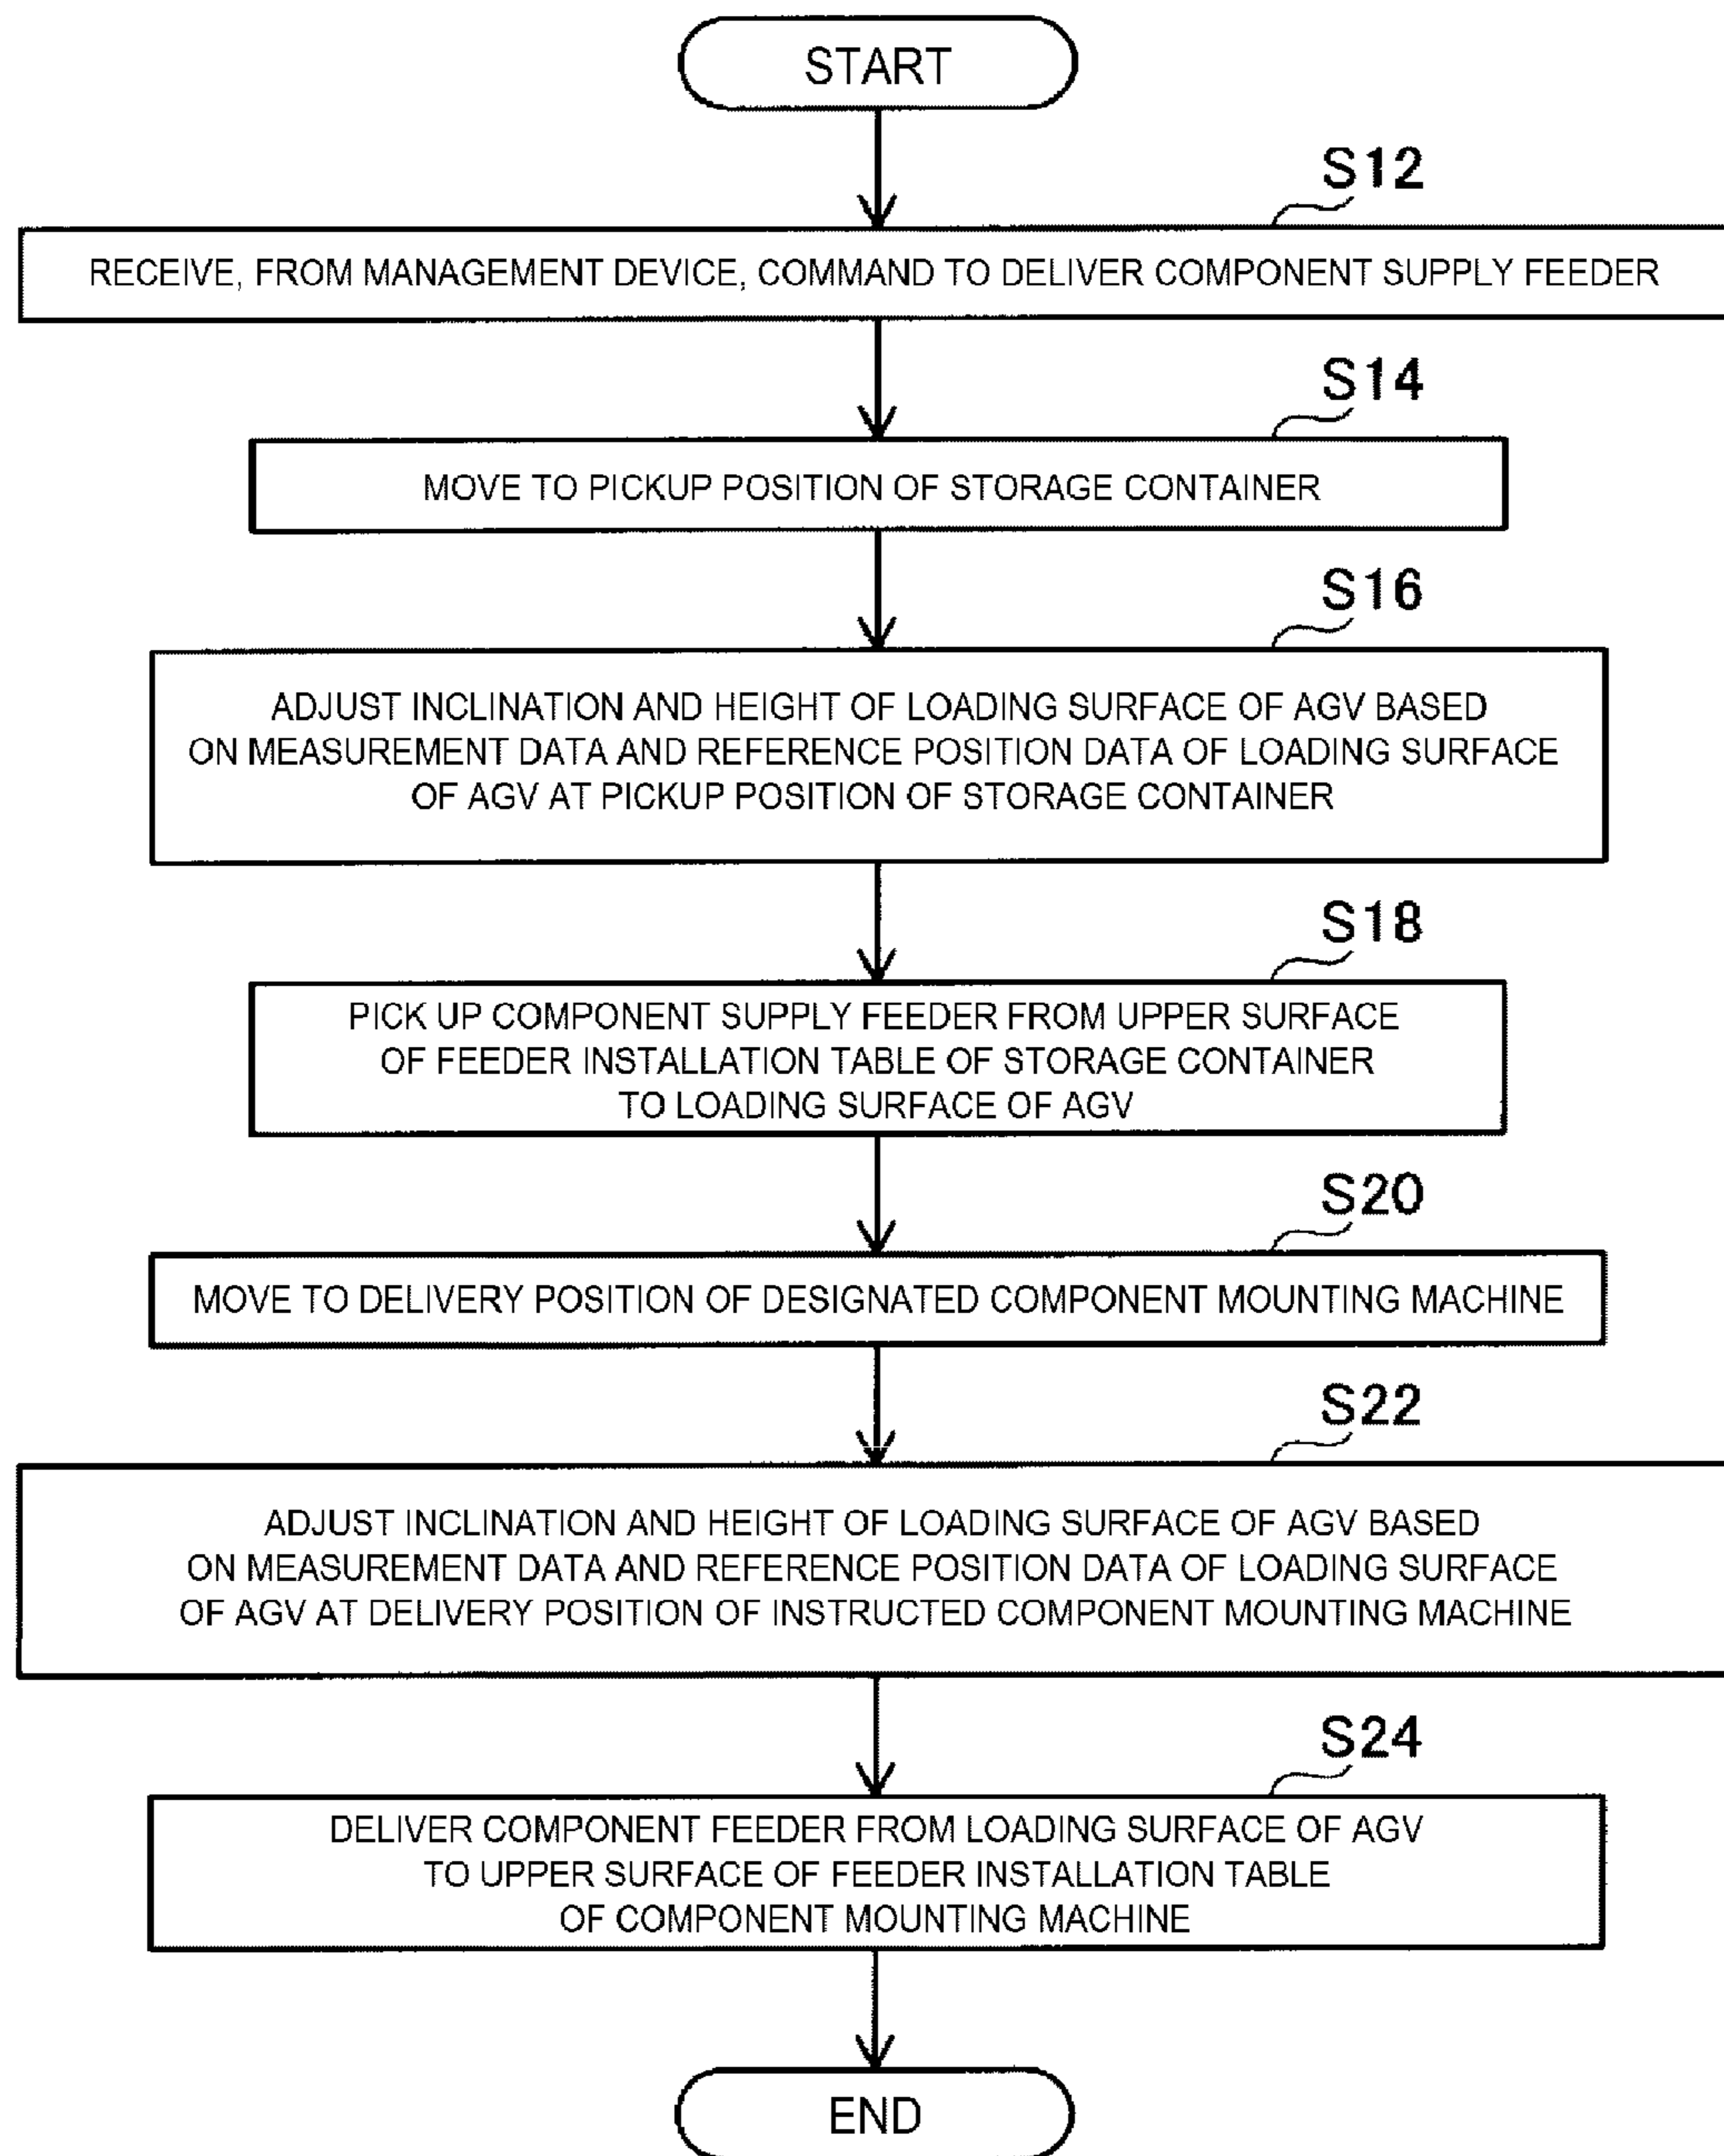 START
S12
RECEIVE, FROM MANAGEMENT DEVICE, COMMAND TO DELIVER COMPONENT SUPPLY FEEDER
S14
MOVE TO PICKUP POSITION OF STORAGE CONTAINER
S16
ADJUST INCLINATION AND HEIGHT OF LOADING SURFACE OF AGV BASED
ON MEASUREMENT DATA AND REFERENCE POSITION DATA OF LOADING SURFACE
OF AGV AT PICKUP POSITION OF STORAGE CONTAINER
S18
PICK UP COMPONENT SUPPLY FEEDER FROM UPPER SURFACE
OF FEEDER INSTALLATION TABLE OF STORAGE CONTAINER
TO LOADING SURFACE OF AGV
S20
MOVE TO DELIVERY POSITION OF DESIGNATED COMPONENT MOUNTING MACHINE
S22
ADJUST INCLINATION AND HEIGHT OF LOADING SURFACE OF AGV BASED
ON MEASUREMENT DATA AND REFERENCE POSITION DATA OF LOADING SURFACE
OF AGV AT DELIVERY POSITION OF INSTRUCTED COMPONENT MOUNTING MACHINE
S24
DELIVER COMPONENT FEEDER FROM LOADING SURFACE OF AGV
TO UPPER SURFACE OF FEEDER INSTALLATION TABLE
OF COMPONENT MOUNTING MACHINE
END